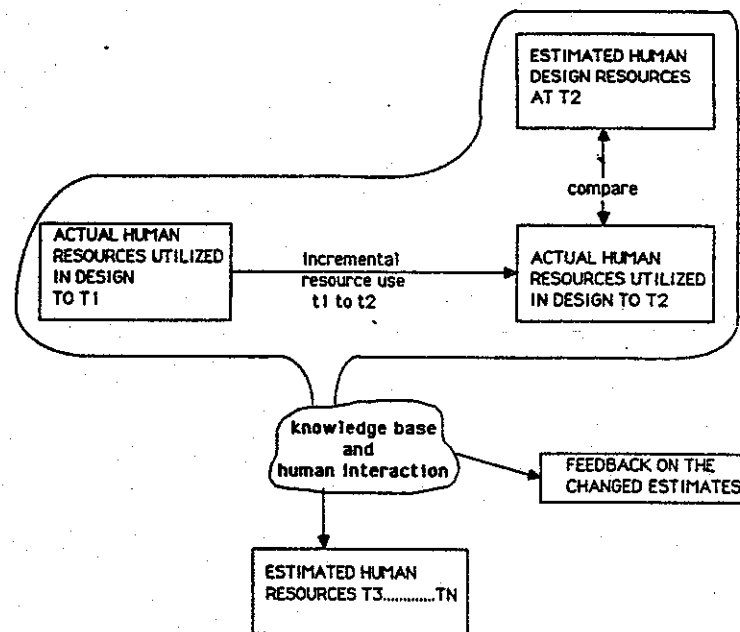 ESTIMATED HUMAN
DESIGN RESOURCES
AT T2
compare
ACTUAL HUMAN
RESOURCES UTILIZED
IN DESIGN
TO T1
incremental
resource use
t1 to t2
ACTUAL HUMAN
RESOURCES UTILIZED
IN DESIGN TO T2
knowledge base
and
human interaction
FEEDBACK ON THE
CHANGED ESTIMATES
ESTIMATED HUMAN
RESOURCES T3............TN